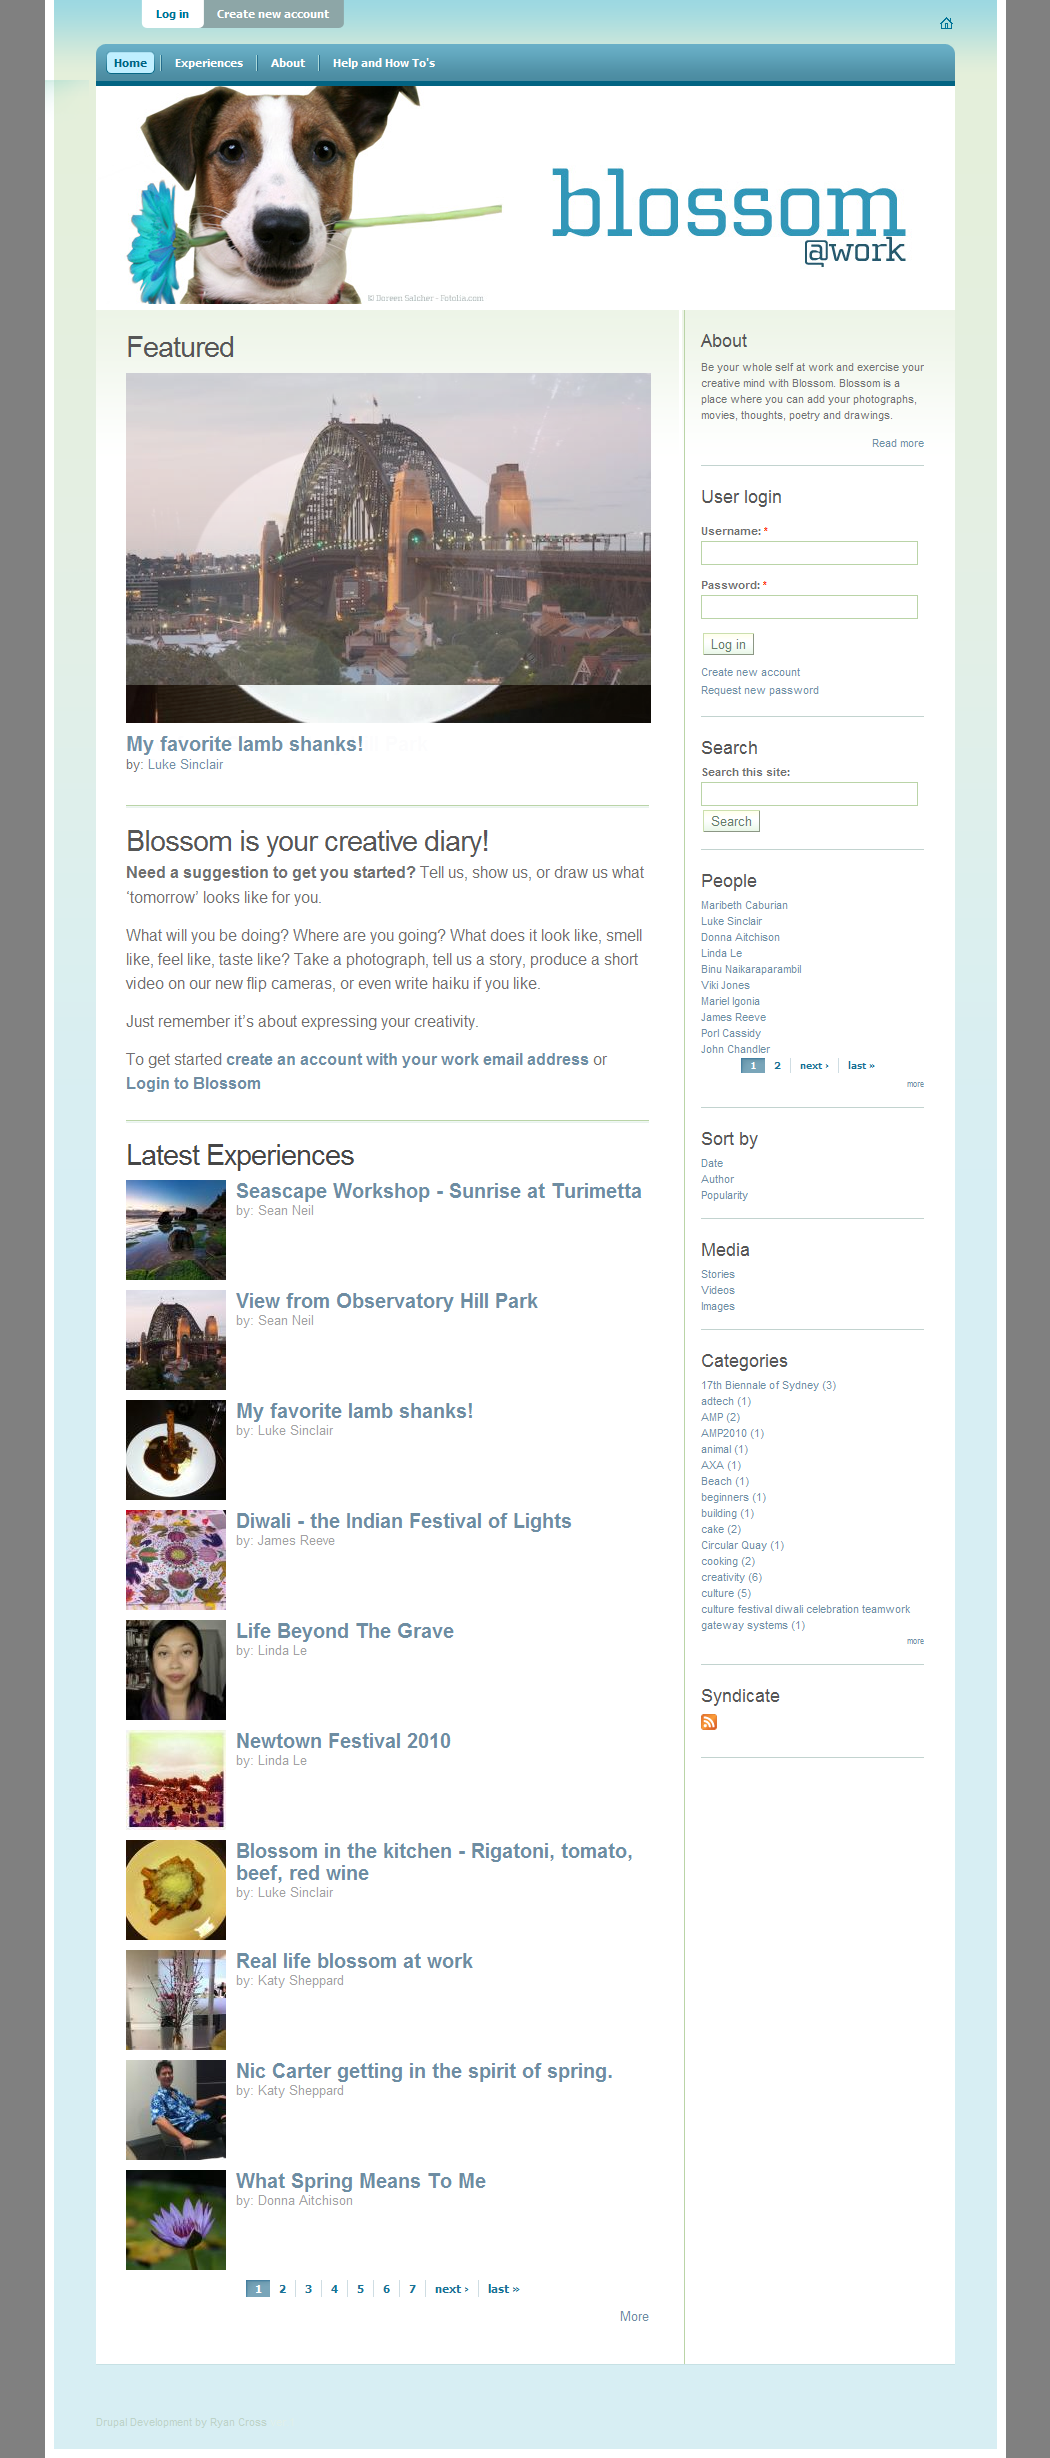 Log in
Create new account
Home
Experiences
About
Help and How To's
© Doreen Salcher - Fotolia.com
blossom
@work
Featured
My favorite lamb shanks!
by: Luke Sinclair
Blossom is your creative diary!
Need a suggestion to get you started? Tell us, show us, or draw us what
‘tomorrow’ looks like for you.
What will you be doing? Where are you going? What does it look like, smell
like, feel like, taste like? Take a photograph, tell us a story, produce a short
video on our new flip cameras, or even write haiku if you like.
Just remember it’s about expressing your creativity.
To get started create an account with your work email address or
Login to Blossom
Latest Experiences
Seascape Workshop - Sunrise at Turimetta
by: Sean Neil
View from Observatory Hill Park
by: Sean Neil
My favorite lamb shanks!
by: Luke Sinclair
Diwali - the Indian Festival of Lights
by: James Reeve
Life Beyond The Grave
by: Linda Le
Newtown Festival 2010
by: Linda Le
Blossom in the kitchen - Rigatoni, tomato,
beef, red wine
by: Luke Sinclair
Real life blossom at work
by: Katy Sheppard
Nic Carter getting in the spirit of spring.
by: Katy Sheppard
What Spring Means To Me
by: Donna Aitchison
1 2 3 4 5 6 7 next › last »
More
About
Be your whole self at work and exercise your
creative mind with Blossom. Blossom is a
place where you can add your photographs,
movies, thoughts, poetry and drawings.
Read more
User login
Username: *
Password: *
Log in
Create new account
Request new password
Search
Search this site:
Search
People
Maribeth Caburian
Luke Sinclair
Donna Aitchison
Linda Le
Binu Naikaraparambil
Viki Jones
Mariel Igonia
James Reeve
Porl Cassidy
John Chandler
1 2 next › last »
more
Sort by
Date
Author
Popularity
Media
Stories
Videos
Images
Categories
17th Biennale of Sydney (3)
adtech (1)
AMP (2)
AMP2010 (1)
animal (1)
AXA (1)
Beach (1)
beginners (1)
building (1)
cake (2)
Circular Quay (1)
cooking (2)
creativity (6)
culture (5)
culture festival diwali celebration teamwork
gateway systems (1)
more
Syndicate
Drupal Development by Ryan Cross